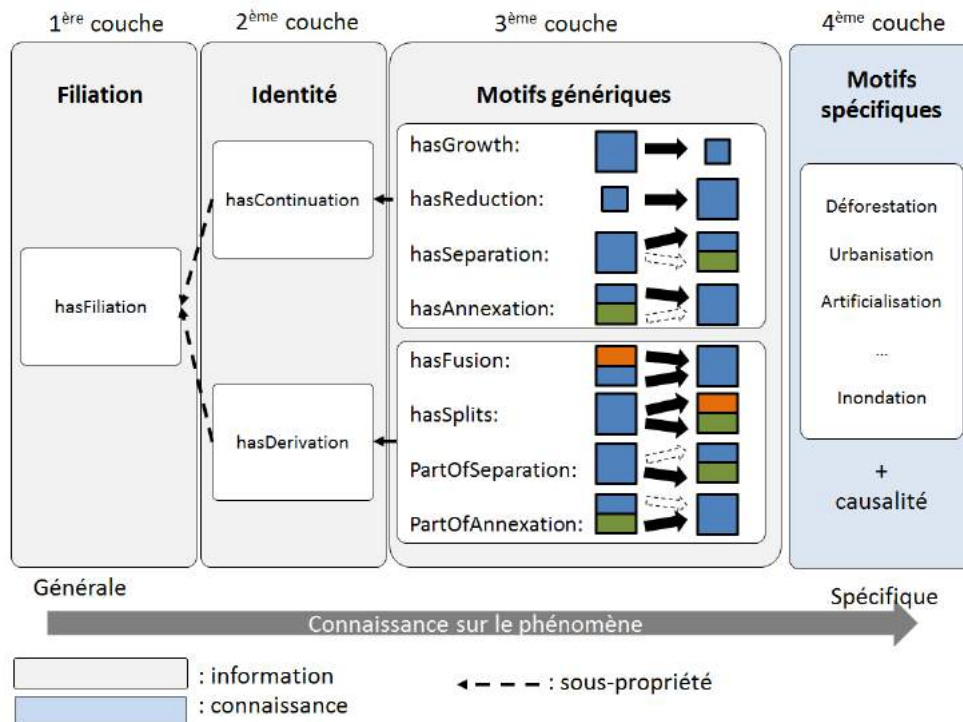 1ère couche
2ème couche
3ème couche
4ème couche
Filiation
hasFiliation
Identité
hasContinuation
hasDerivation
Motifs génériques
hasGrowth:
hasReduction:
hasSeparation:
hasAnnexation:
hasFusion:
hasSplits:
PartOfSeparation:
PartOfAnnexation:
Motifs
spécifiques
Déforestation
Urbanisation
Artificialisation
...
Inondation
+
causalité
Générale
Spécifique
Connaissance sur le phénomène
: information
: connaissance
: sous-propriété